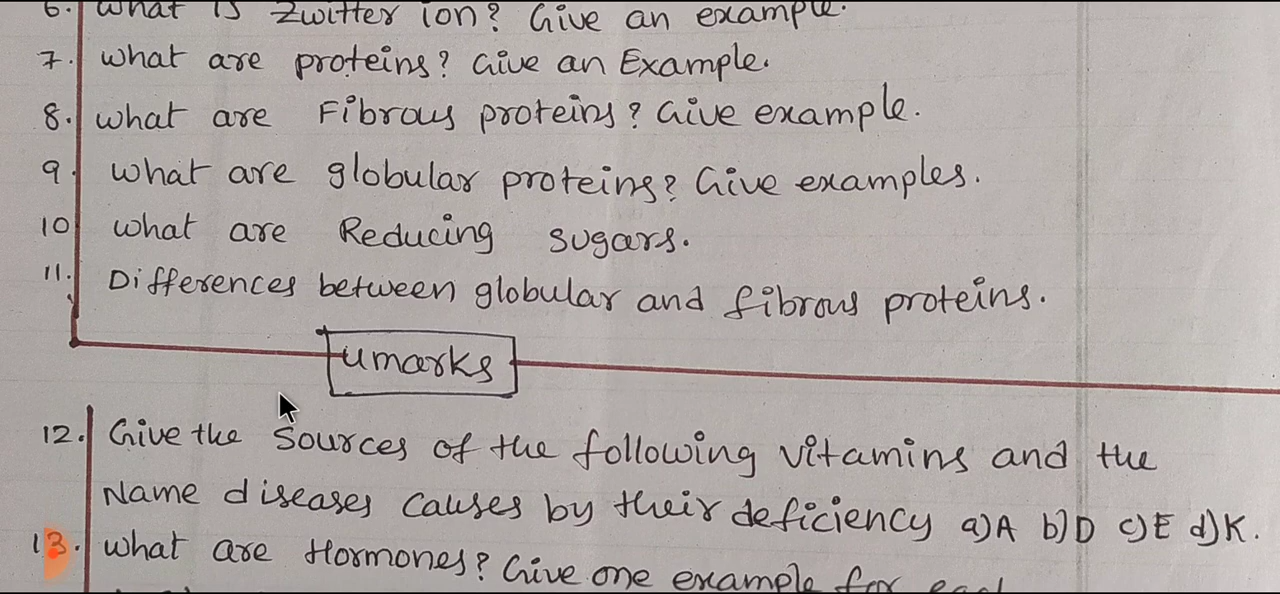 6. What is Zwitter ion? Give an example.
7. What are proteins? Give an Example.
8. What are Fibrous proteins? Give example.
9. What are globular proteins? Give examples.
10 What are Reducing sugars.
11. Differences between globular and fibrous proteins.
4marks
12. Give the Sources of the following vitamins and the
Name diseases causes by their deficiency a)A b)D c)E d)K.
13. What are Hormones? Give one example for each